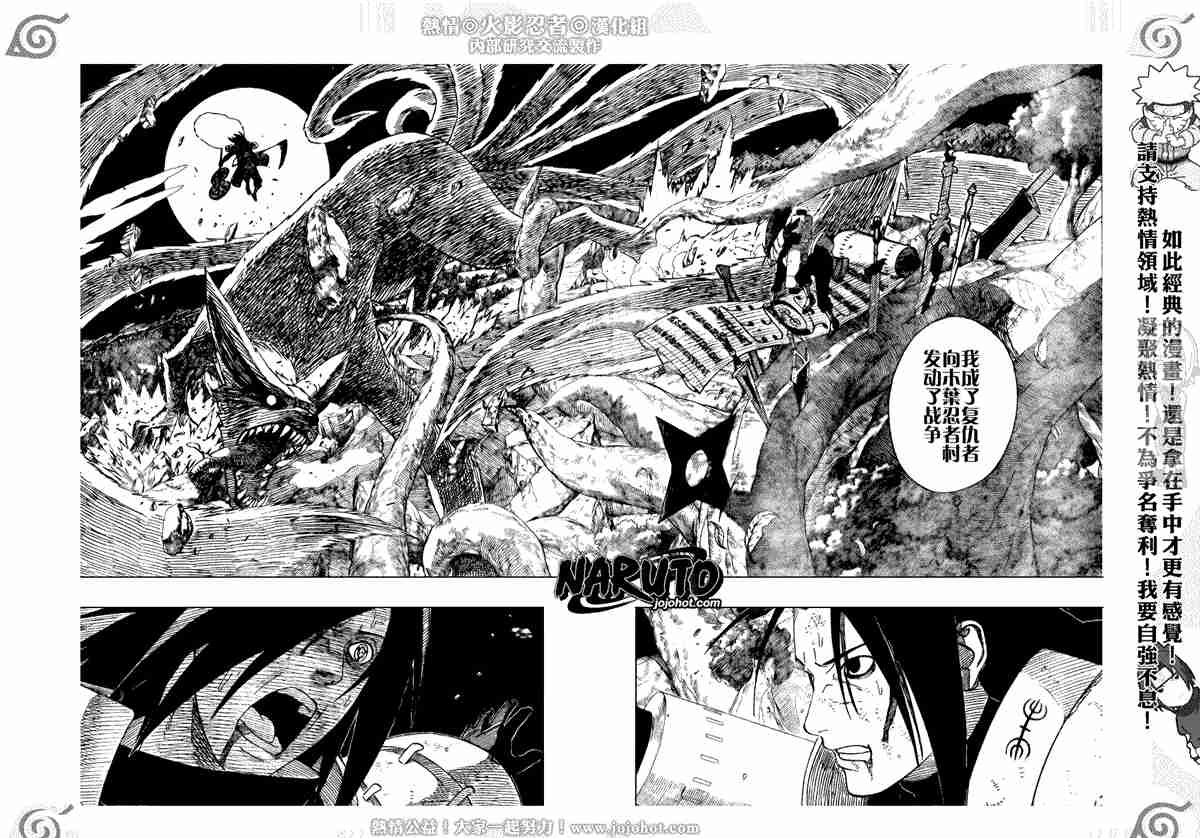 熱情◎火影忍者◎漢化組
內部研究交流製作
我成了复仇者
向木葉忍者村
发动了战争
NARUTO
jojohot.com
如此經典的漫畫！還是拿在手中才更有感覺！
請支持熱情領域！凝聚熱情！不為爭名奪利！我要自強不息！
熱情公益！大家一起努力！www.jojohot.com